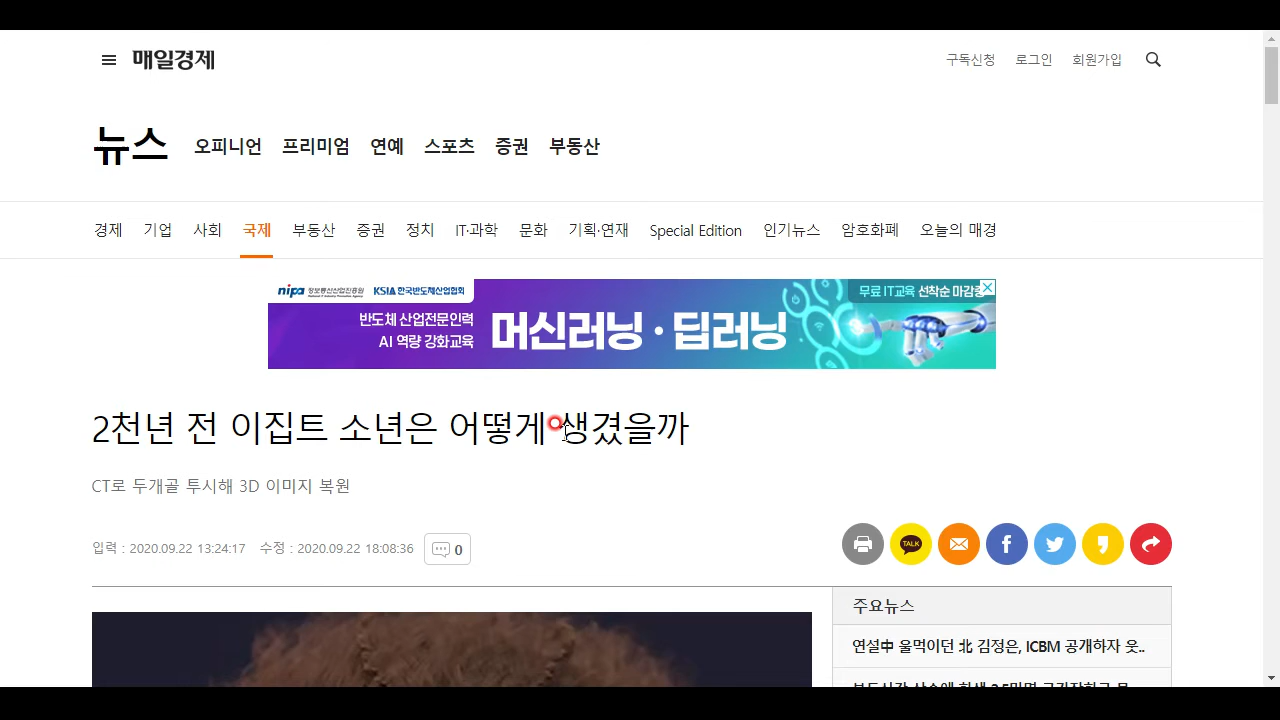 매일경제
구독신청 로그인 회원가입
뉴스 오피니언 프리미엄 연예 스포츠 증권 부동산
경제 기업 사회 국제 부동산 증권 정치 IT·과학 문화 기획·연재 Special Edition 인기뉴스 암호화폐 오늘의 매경
nipa 정보통신산업진흥원 KSIA 한국반도체산업협회
무료 IT교육 선착순 마감중
반도체 산업전문인력
AI 역량 강화교육
머신러닝·딥러닝
2천년 전 이집트 소년은 어떻게 생겼을까
CT로 두개골 투시해 3D 이미지 복원
입력 : 2020.09.22 13:24:17 수정 : 2020.09.22 18:08:36 0
TALK
주요뉴스
연설中 울먹이던 北 김정은, ICBM 공개하자 웃..